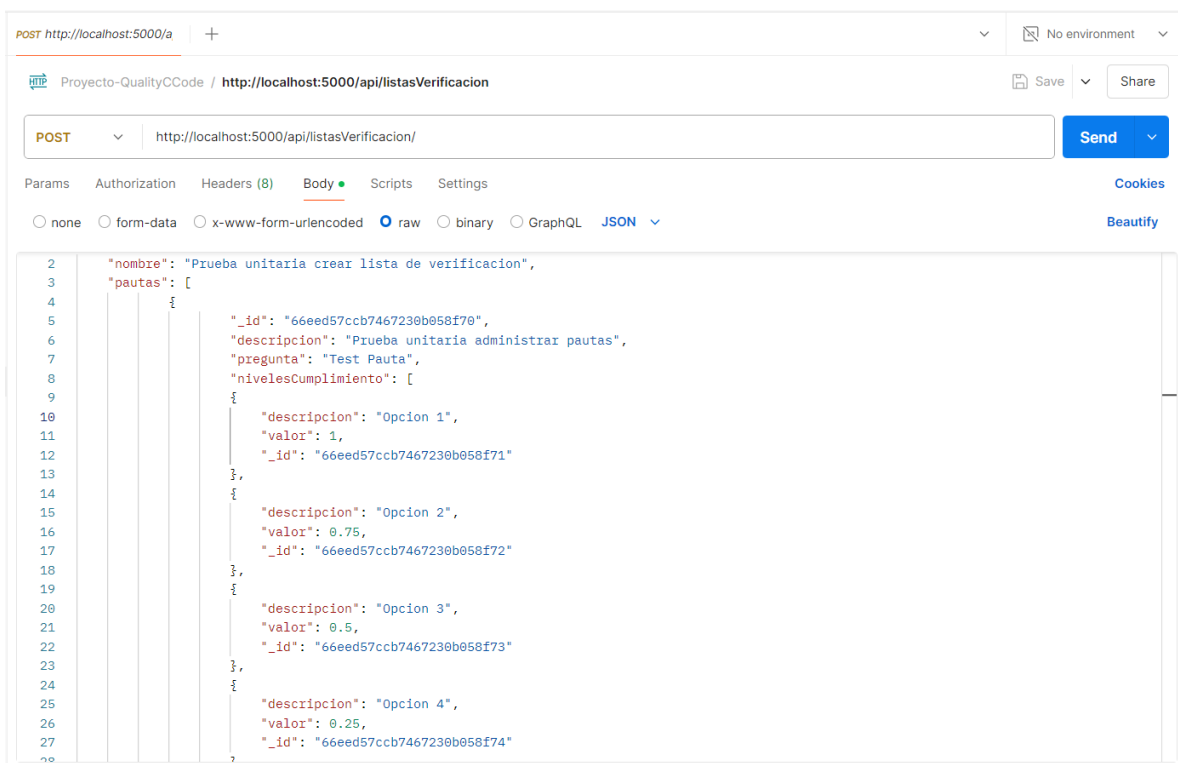 POST http://localhost:5000/a
No environment
HTTP Proyecto-QualityCCode / http://localhost:5000/api/listasVerificacion
Save
Share
POST
http://localhost:5000/api/listasVerificacion/
Send
Params Authorization Headers (8) Body Scripts Settings
Cookies
none form-data x-www-form-urlencoded raw binary GraphQL JSON
Beautify
2 "nombre": "Prueba unitaria crear lista de verificacion",
3 "pautas": [
4 {
5 "_id": "66eed57ccb7467230b058f70",
6 "descripcion": "Prueba unitaria administrar pautas",
7 "pregunta": "Test Pauta",
8 "nivelesCumplimiento": [
9 {
10 "descripcion": "Opcion 1",
11 "valor": 1,
12 "_id": "66eed57ccb7467230b058f71"
13 },
14 {
15 "descripcion": "Opcion 2",
16 "valor": 0.75,
17 "_id": "66eed57ccb7467230b058f72"
18 },
19 {
20 "descripcion": "Opcion 3",
21 "valor": 0.5,
22 "_id": "66eed57ccb7467230b058f73"
23 },
24 {
25 "descripcion": "Opcion 4",
26 "valor": 0.25,
27 "_id": "66eed57ccb7467230b058f74"